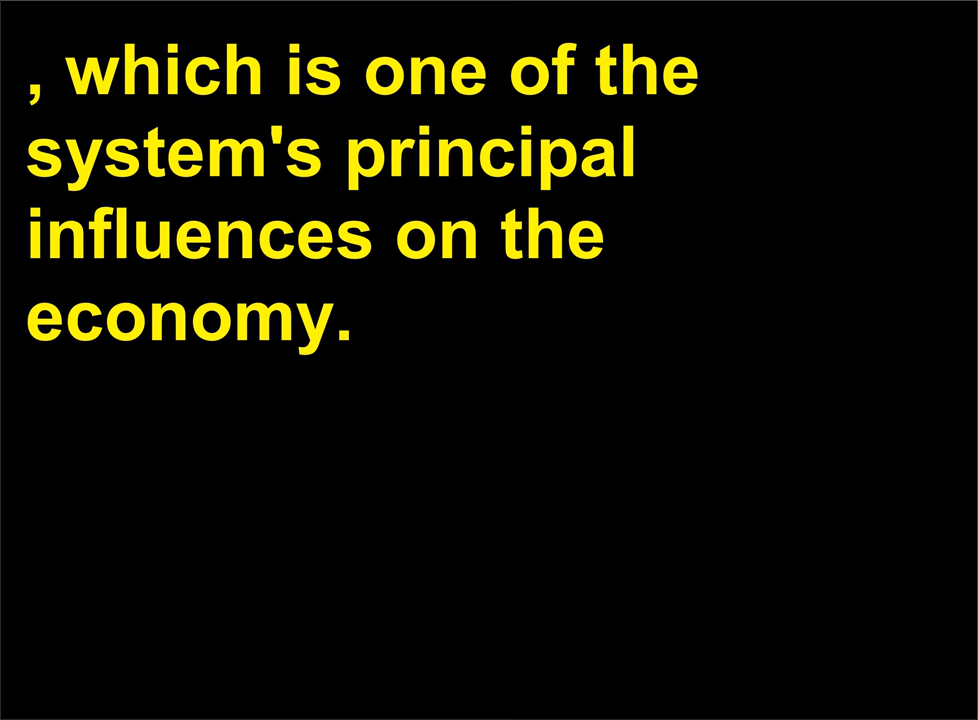 , which is one of the
system's principal
influences on the
economy.